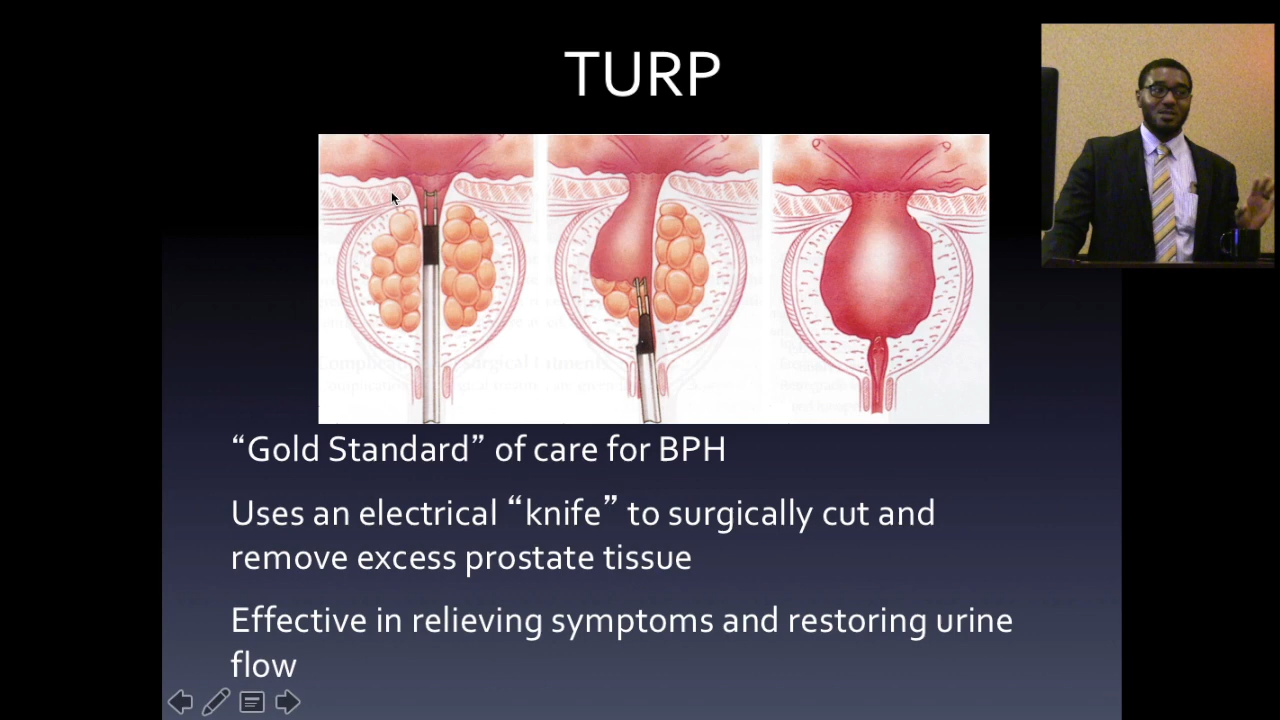 TURP
“Gold Standard” of care for BPH
Uses an electrical “knife” to surgically cut and
remove excess prostate tissue
Effective in relieving symptoms and restoring urine
flow